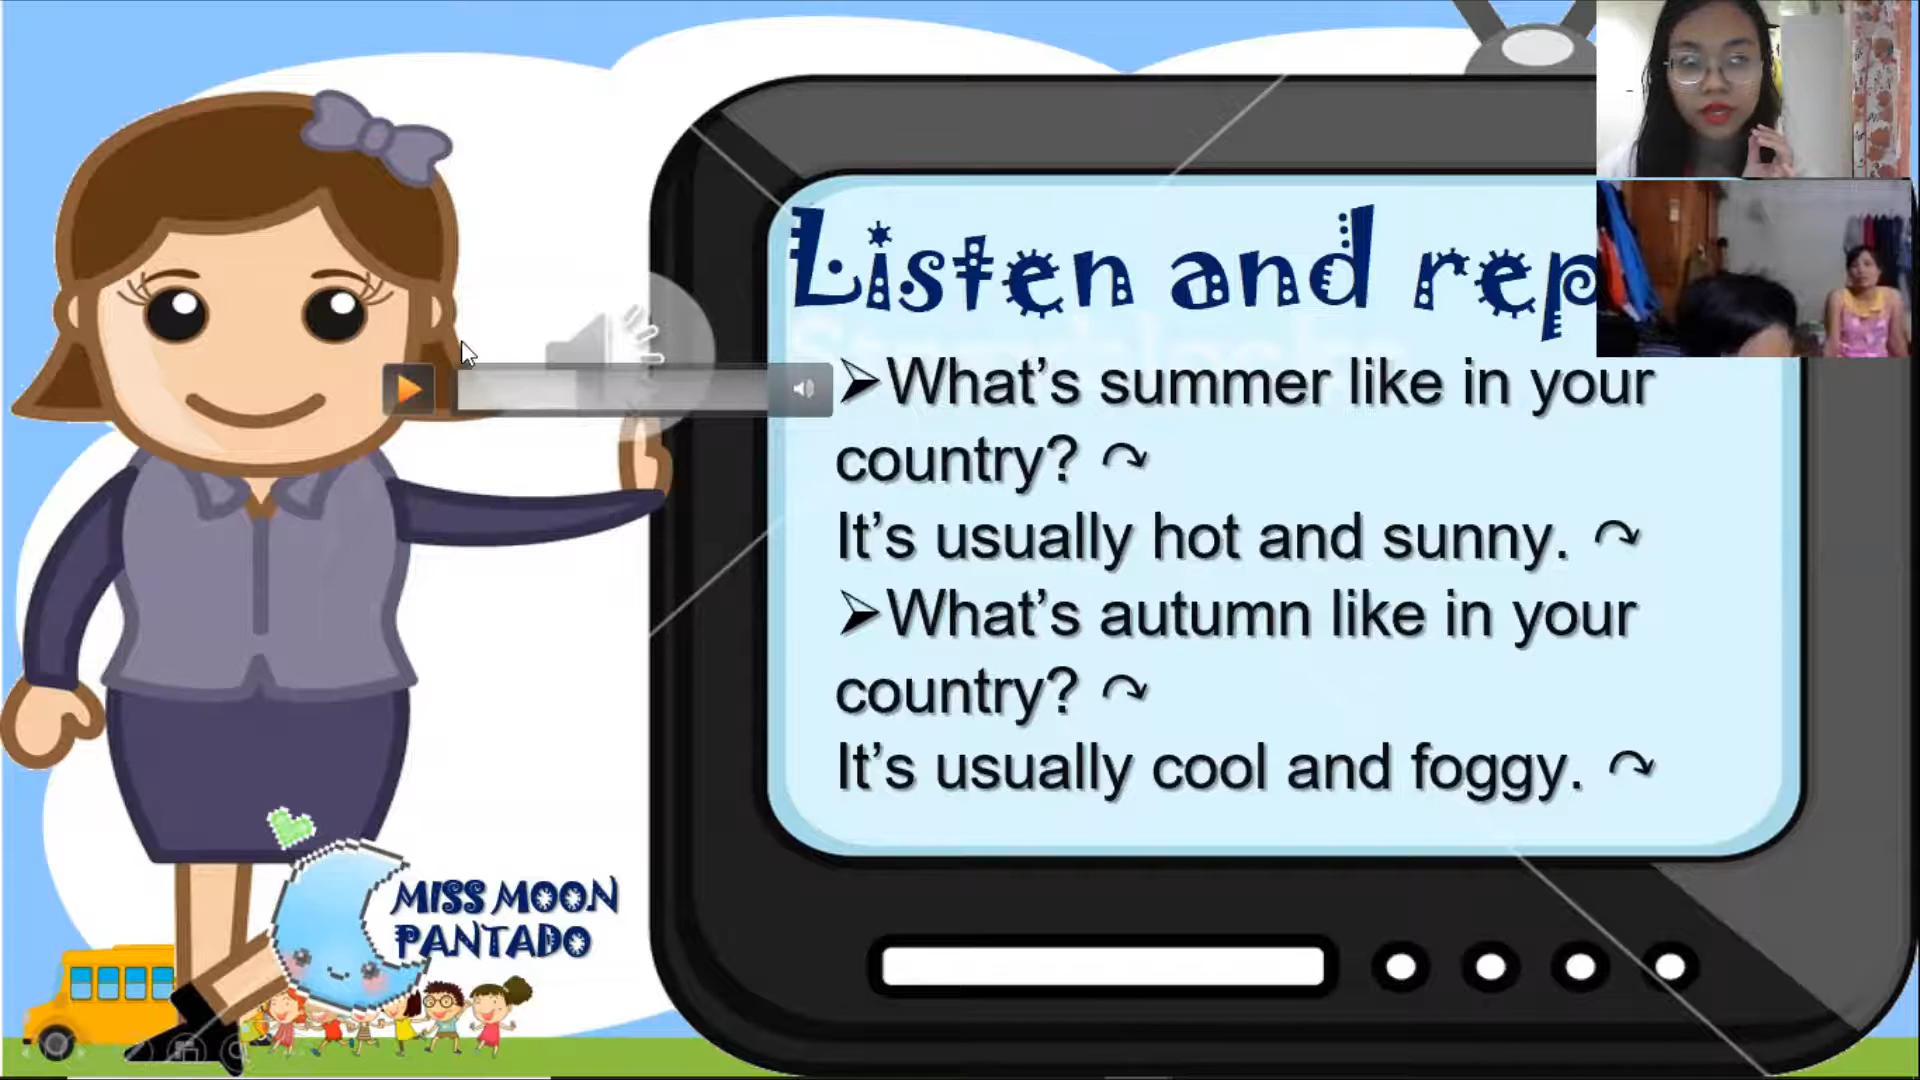 Listen and rep
➢What's summer like in your
country? ↷
It's usually hot and sunny. ↷
➢What's autumn like in your
country? ↷
It's usually cool and foggy. ↷
MISS MOON
PANTADO